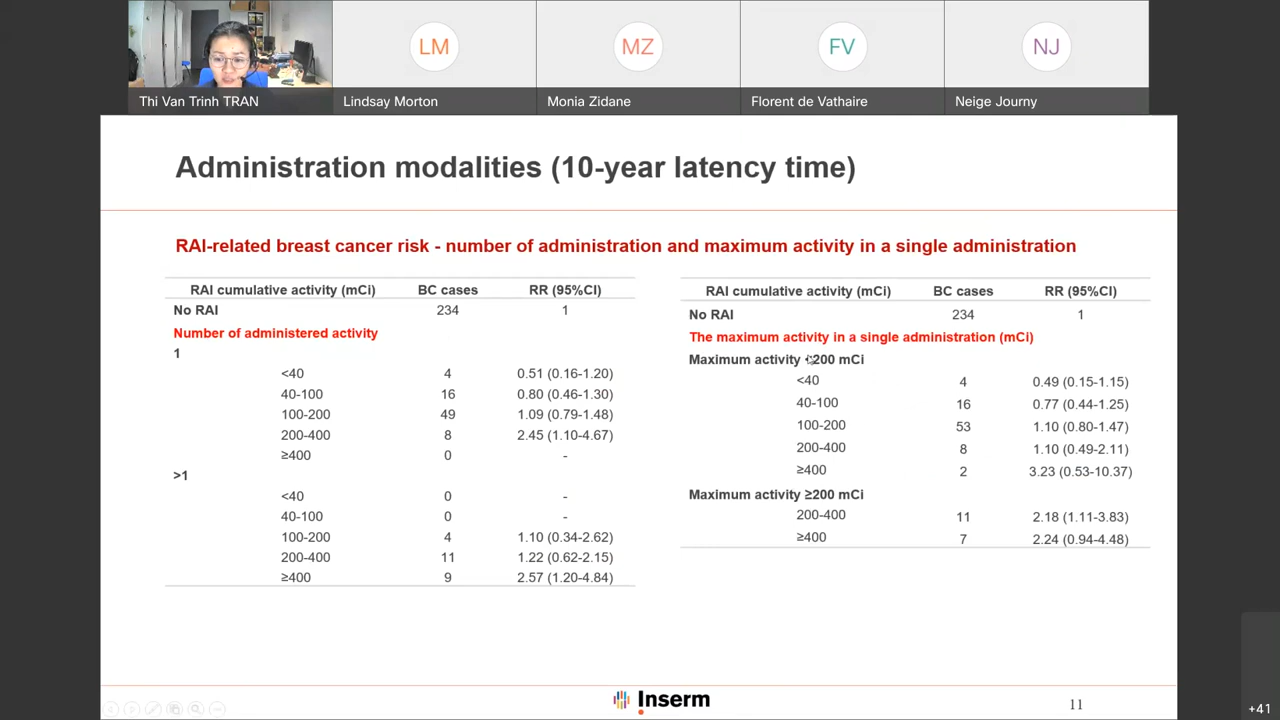 LM
MZ
FV
NJ
Thi Van Trinh TRAN
Lindsay Morton
Monia Zidane
Florent de Vathaire
Neige Journy
Administration modalities (10-year latency time)
RAI-related breast cancer risk - number of administration and maximum activity in a single administration
RAI cumulative activity (mCi) BC cases RR (95%CI)
No RAI 234 1
Number of administered activity
1
<40 4 0.51 (0.16-1.20)
40-100 16 0.80 (0.46-1.30)
100-200 49 1.09 (0.79-1.48)
200-400 8 2.45 (1.10-4.67)
≥400 0 -
>1
<40 0 -
40-100 0 -
100-200 4 1.10 (0.34-2.62)
200-400 11 1.22 (0.62-2.15)
≥400 9 2.57 (1.20-4.84)
RAI cumulative activity (mCi) BC cases RR (95%CI)
No RAI 234 1
The maximum activity in a single administration (mCi)
Maximum activity <200 mCi
<40 4 0.49 (0.15-1.15)
40-100 16 0.77 (0.44-1.25)
100-200 53 1.10 (0.80-1.47)
200-400 8 1.10 (0.49-2.11)
≥400 2 3.23 (0.53-10.37)
Maximum activity ≥200 mCi
200-400 11 2.18 (1.11-3.83)
≥400 7 2.24 (0.94-4.48)
Inserm
11
+41